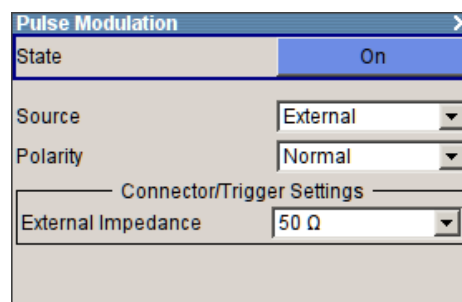 Pulse Modulation
State On
Source External
Polarity Normal
Connector/Trigger Settings
External Impedance 50 Ω